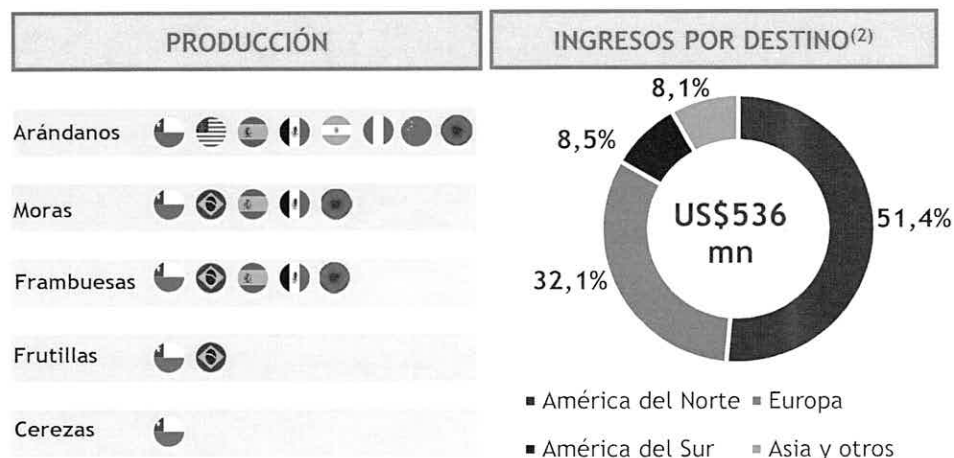 PRODUCCIÓN
Arándanos
Moras
Frambuesas
Frutillas
Cerezas
INGRESOS POR DESTINO(2)
8,1%
8,5%
51,4%
32,1%
US$536
mn
América del Norte
Europa
América del Sur
Asia y otros